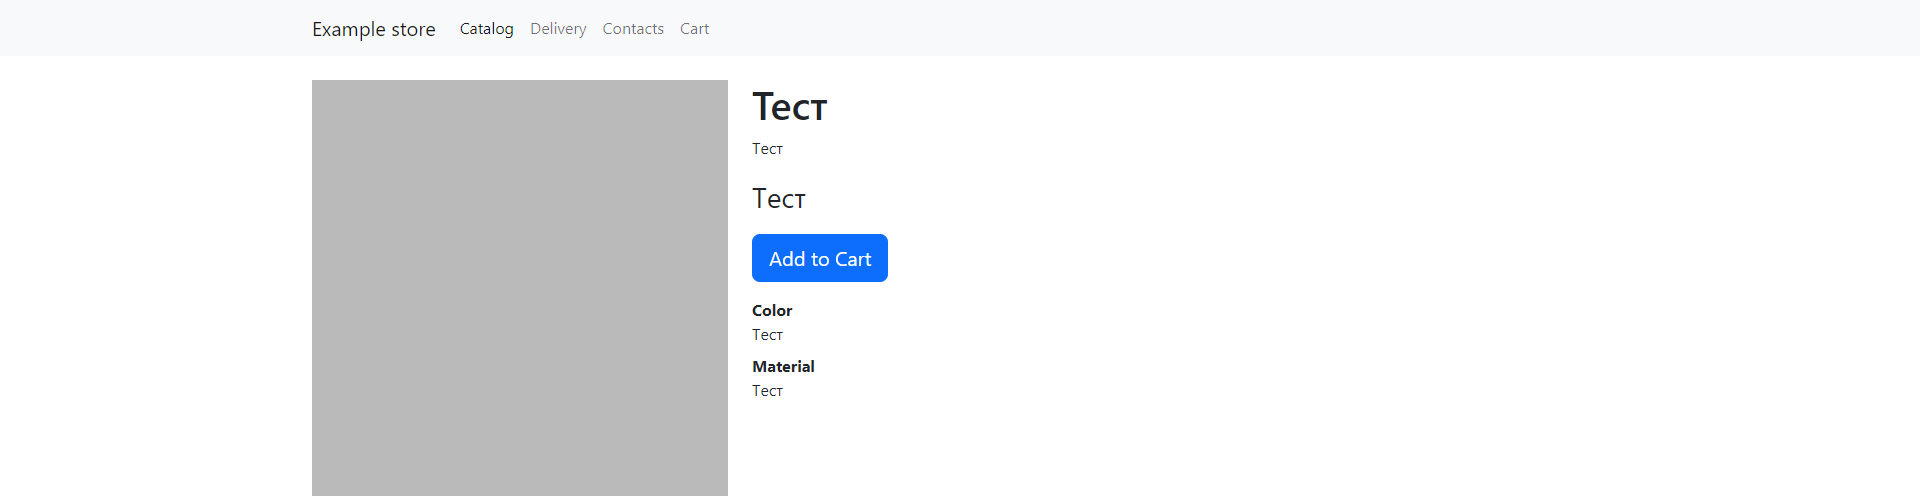 Example store Catalog Delivery Contacts Cart
Тест
Тест
Тест
Add to Cart
Color
Тест
Material
Тест